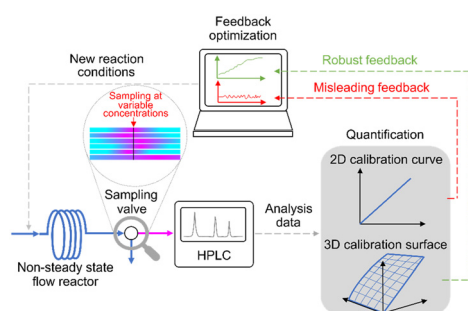 Feedback
optimization
New reaction
conditions
Robust feedback
Misleading feedback
Sampling at
variable
concentrations
Quantification
2D calibration curve
Sampling
valve
Analysis
data
3D calibration surface
HPLC
Non-steady state
flow reactor